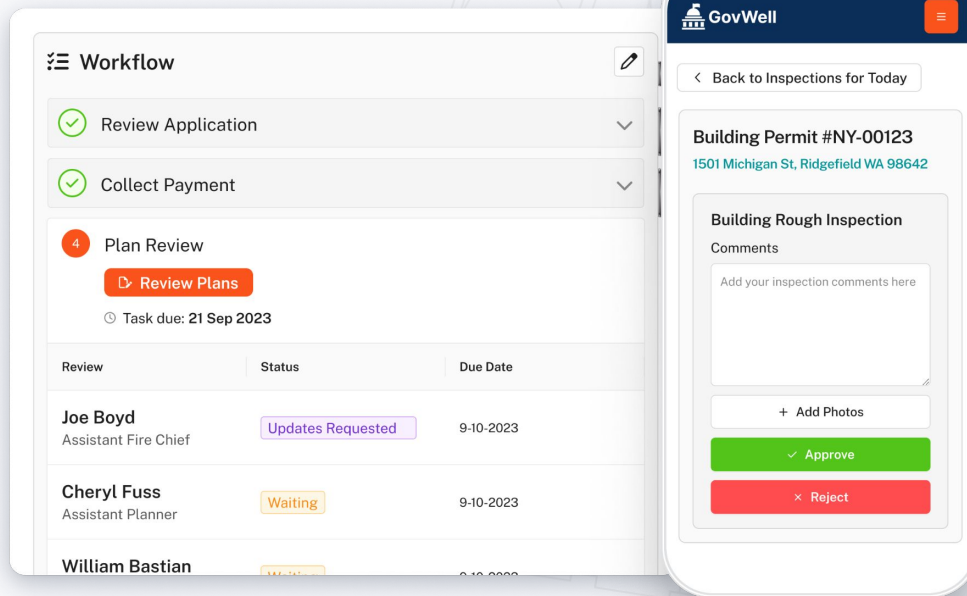 Workflow
Review Application
Collect Payment
4 Plan Review
Review Plans
Task due: 21 Sep 2023
Review Status Due Date
Joe Boyd
Assistant Fire Chief
Updates Requested 9-10-2023
Cheryl Fuss
Assistant Planner
Waiting 9-10-2023
William Bastian
GovWell
Back to Inspections for Today
Building Permit #NY-00123
1501 Michigan St, Ridgefield WA 98642
Building Rough Inspection
Comments
Add your inspection comments here
+ Add Photos
Approve
Reject